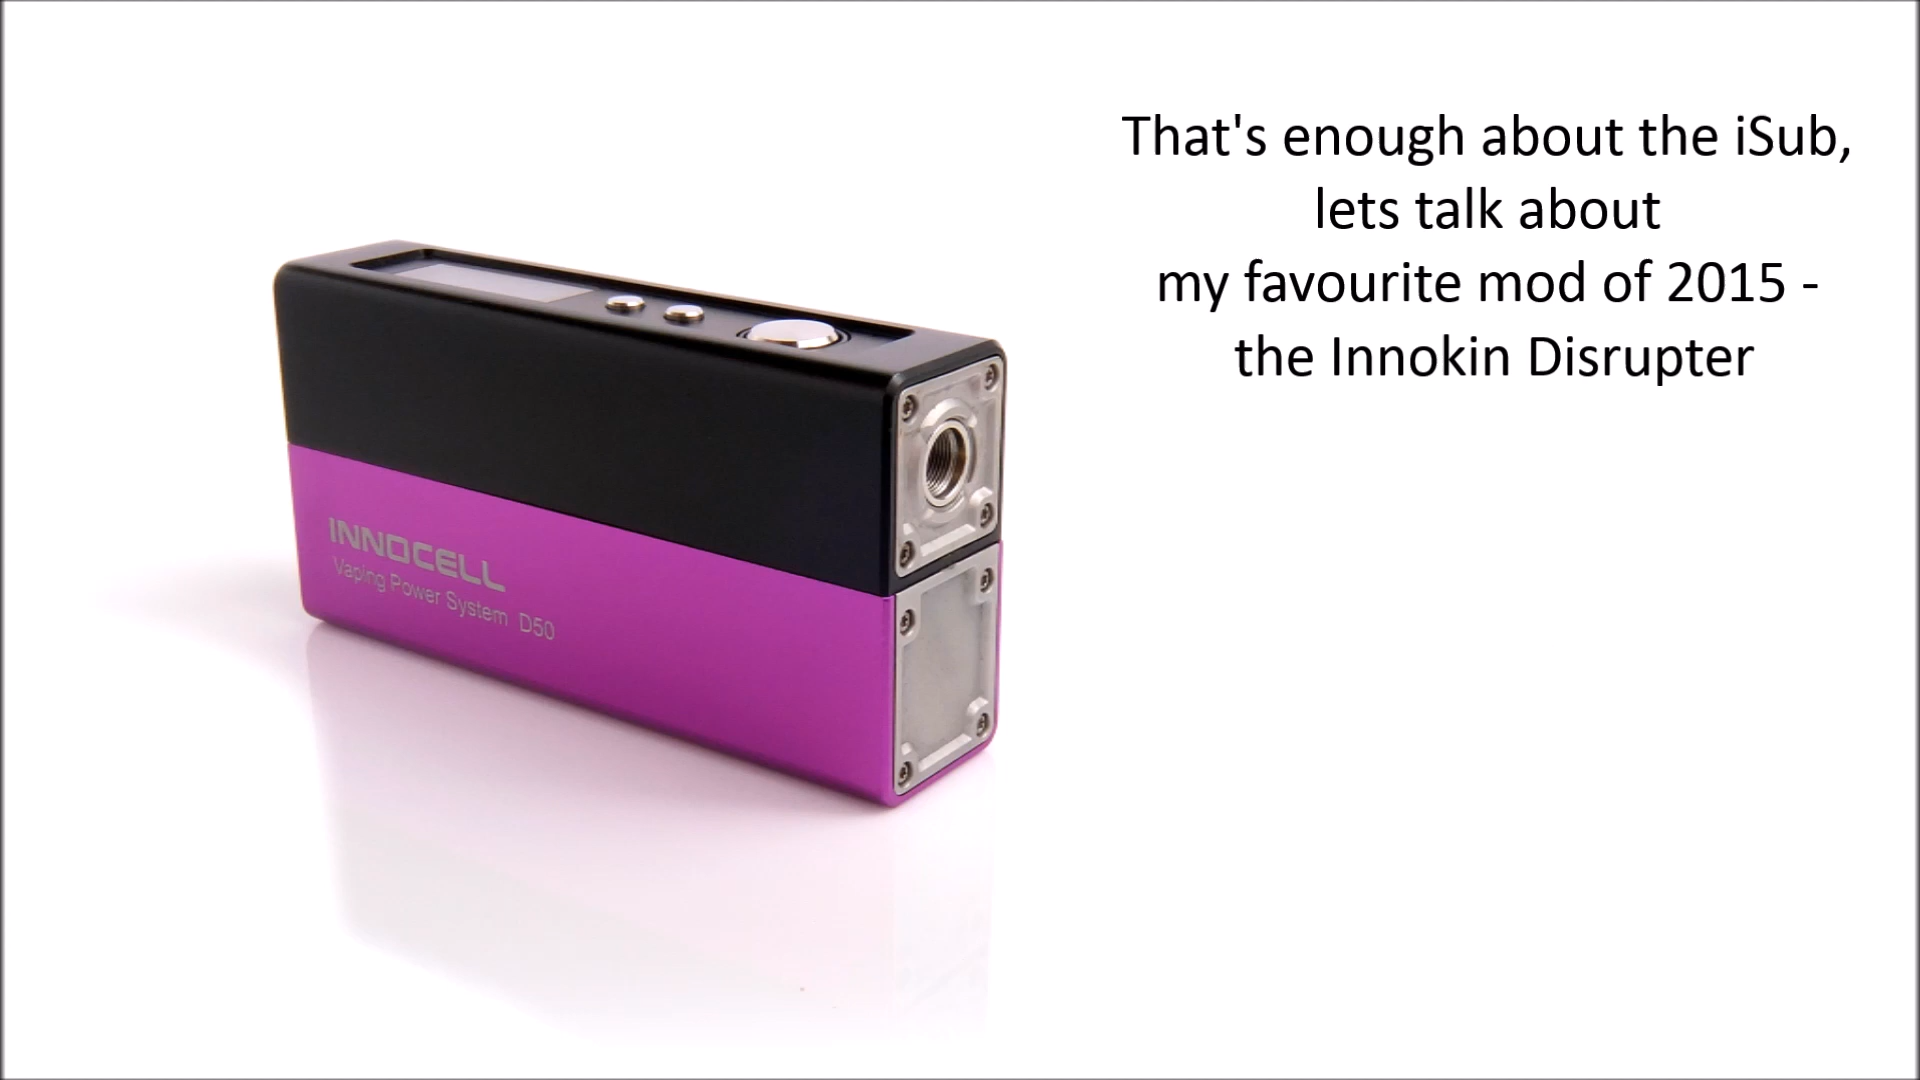 That's enough about the iSub,
lets talk about
my favourite mod of 2015 -
the Innokin Disrupter
INNOCELL
Vaping Power System D50